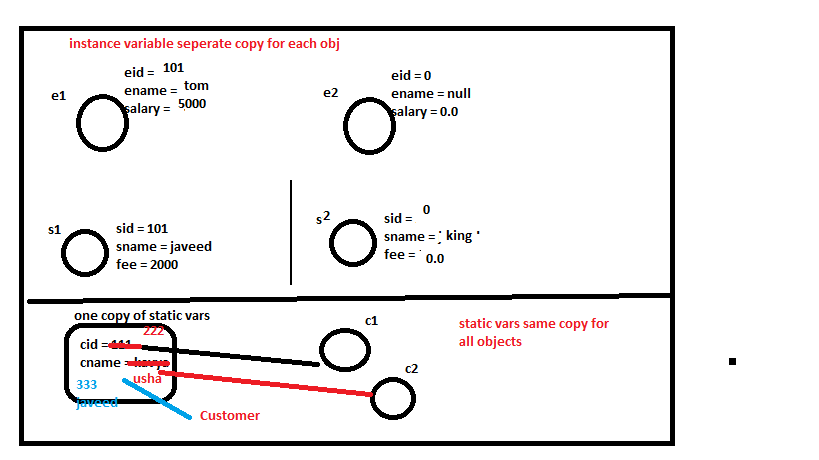 instance variable seperate copy for each obj
e1
eid = 101
ename = tom
salary = 5000
e2
eid = 0
ename = null
salary = 0.0
s1
sid = 101
sname = javeed
fee = 2000
s2
sid = 0
sname = king
fee = 0.0
one copy of static vars
222
cid = 111
cname =
usha
333
javeed
Customer
c1
c2
static vars same copy for
all objects